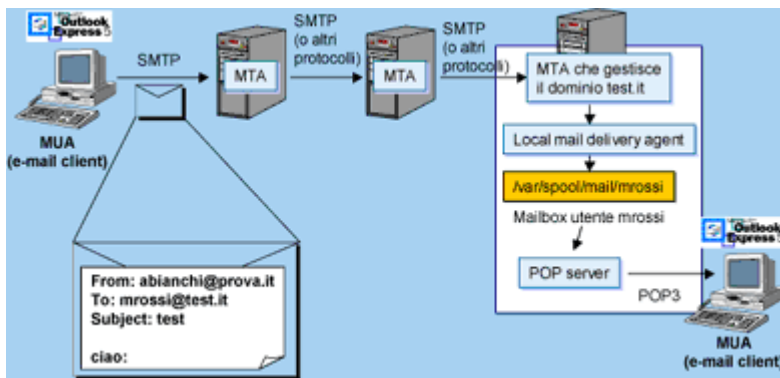 Outlook
Express 5
SMTP
MUA
(e-mail client)
MTA
SMTP
(o altri
protocolli)
MTA
SMTP
(o altri
protocolli)
MTA che gestisce
il dominio test.it
Local mail delivery agent
/var/spool/mail/mrossi
Mailbox utente mrossi
POP server
POP3
Outlook
Express 5
MUA
(e-mail client)
From: abianchi@prova.it
To: mrossi@test.it
Subject: test
ciao: